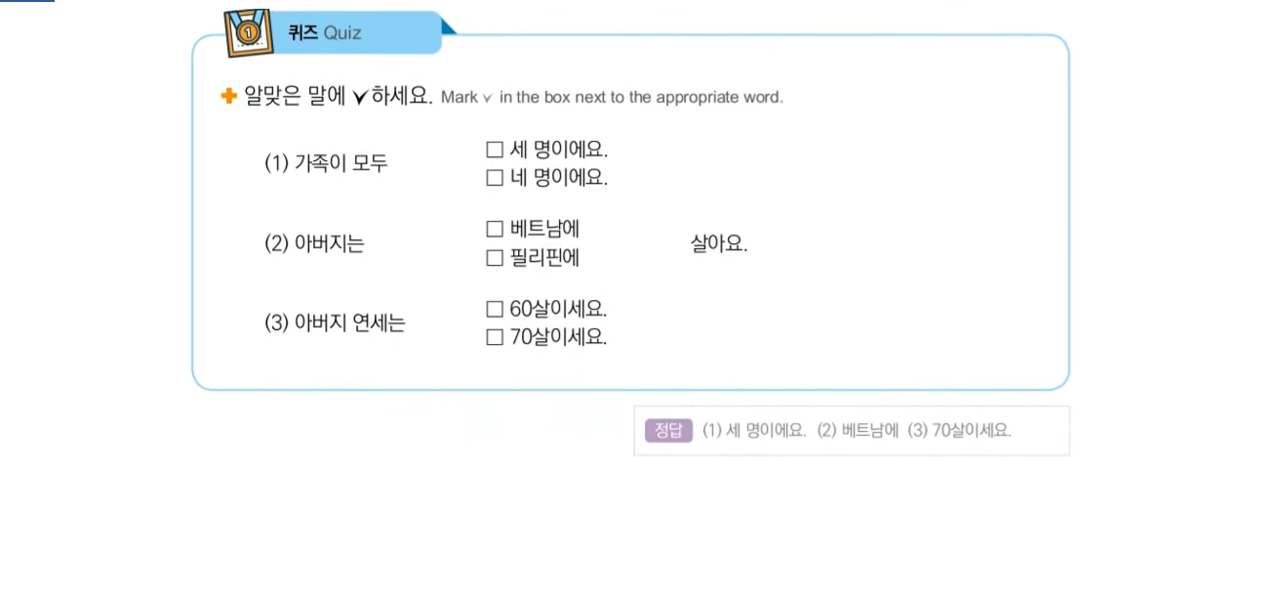 퀴즈 Quiz
알맞은 말에 ∨ 하세요. Mark ∨ in the box next to the appropriate word.
(1) 가족이 모두
□ 세 명이에요.
□ 네 명이에요.
(2) 아버지는
□ 베트남에
□ 필리핀에
살아요.
(3) 아버지 연세는
□ 60살이세요.
□ 70살이세요.
정답 (1) 세 명이에요. (2) 베트남에 (3) 70살이세요.